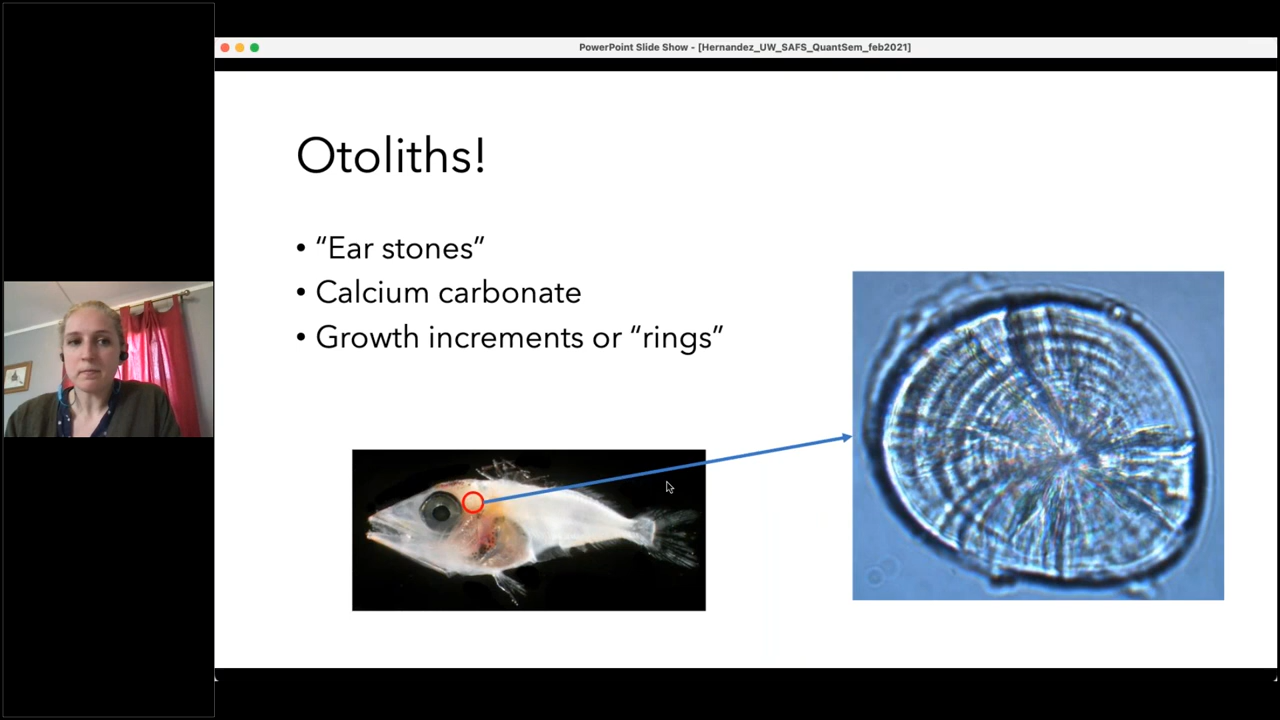 PowerPoint Slide Show - [Hernandez_UW_SAFS_QuantSem_feb2021]
Otoliths!
• “Ear stones”
• Calcium carbonate
• Growth increments or “rings”